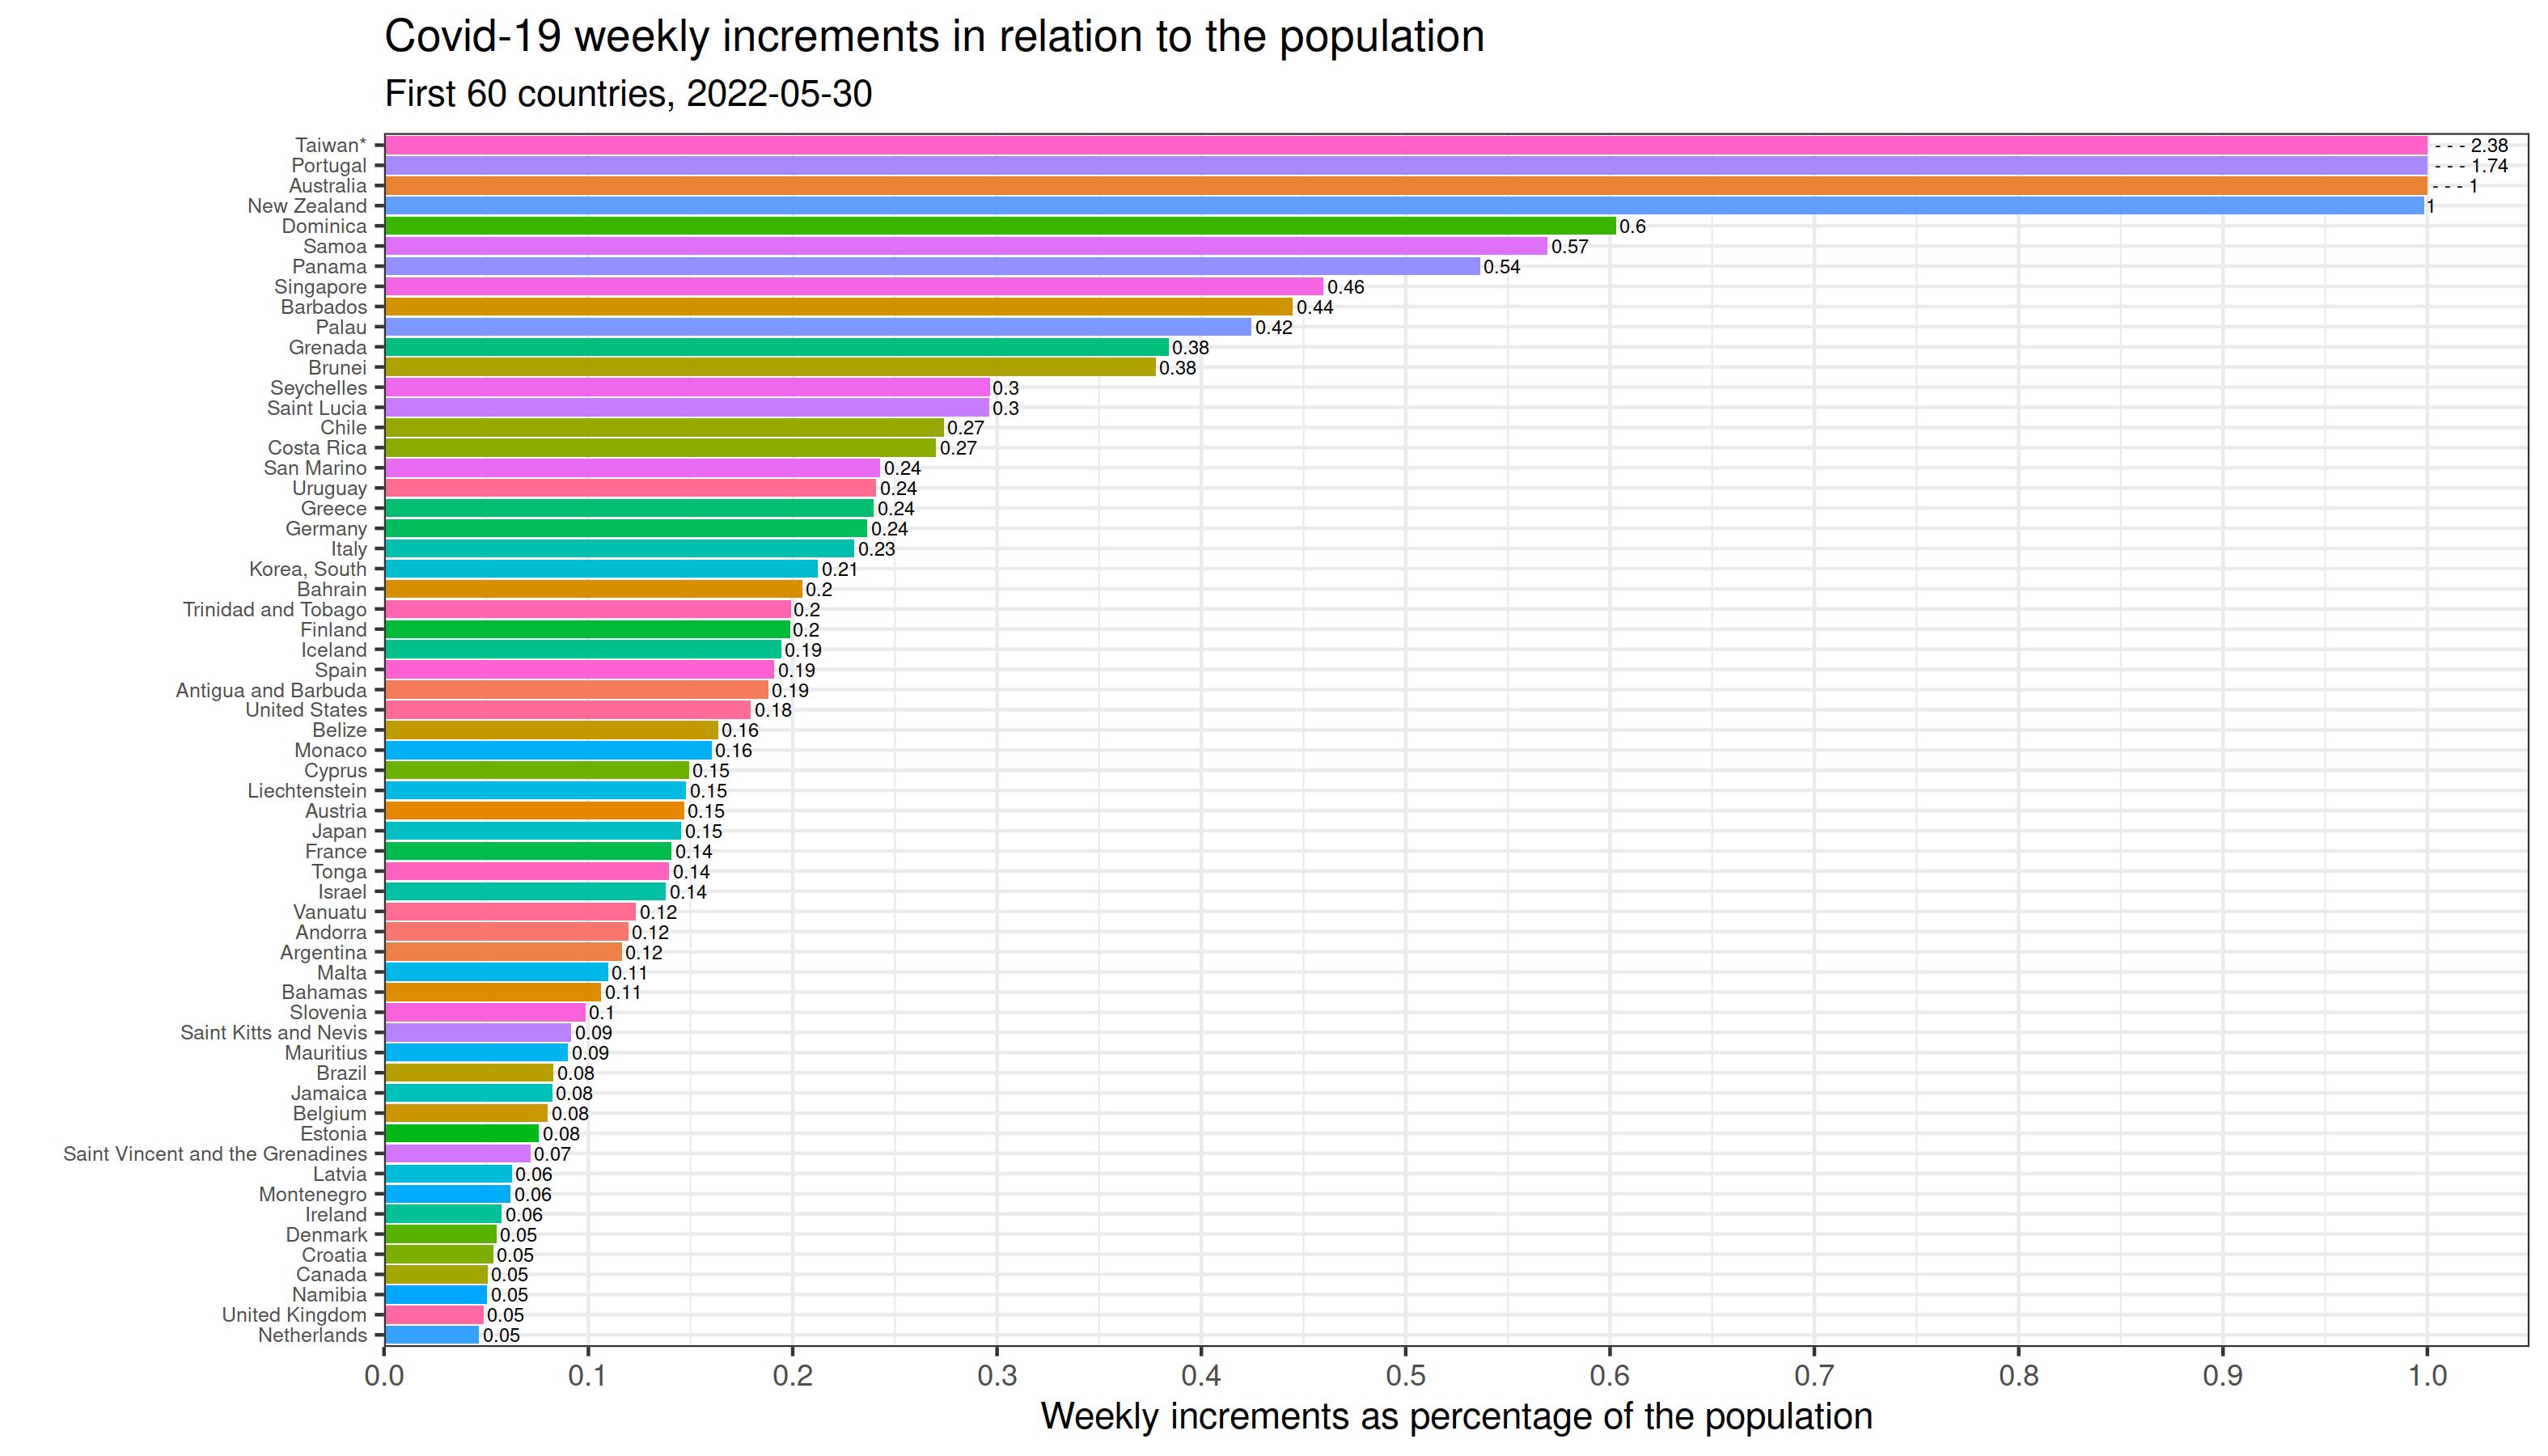 Covid-19 weekly increments in relation to the population
First 60 countries, 2022-05-30
Taiwan* - - - 2.38
Portugal - - - 1.74
Australia - - - 1
New Zealand 1
Dominica 0.6
Samoa 0.57
Panama 0.54
Singapore 0.46
Barbados 0.44
Palau 0.42
Grenada 0.38
Brunei 0.38
Seychelles 0.3
Saint Lucia 0.3
Chile 0.27
Costa Rica 0.27
San Marino 0.24
Uruguay 0.24
Greece 0.24
Germany 0.24
Italy 0.23
Korea, South 0.21
Bahrain 0.2
Trinidad and Tobago 0.2
Finland 0.2
Iceland 0.19
Spain 0.19
Antigua and Barbuda 0.19
United States 0.18
Belize 0.16
Monaco 0.16
Cyprus 0.15
Liechtenstein 0.15
Austria 0.15
Japan 0.15
France 0.14
Tonga 0.14
Israel 0.14
Vanuatu 0.12
Andorra 0.12
Argentina 0.12
Malta 0.11
Bahamas 0.11
Slovenia 0.1
Saint Kitts and Nevis 0.09
Mauritius 0.09
Brazil 0.08
Jamaica 0.08
Belgium 0.08
Estonia 0.08
Saint Vincent and the Grenadines 0.07
Latvia 0.06
Montenegro 0.06
Ireland 0.06
Denmark 0.05
Croatia 0.05
Canada 0.05
Namibia 0.05
United Kingdom 0.05
Netherlands 0.05
0.0 0.1 0.2 0.3 0.4 0.5 0.6 0.7 0.8 0.9 1.0
Weekly increments as percentage of the population